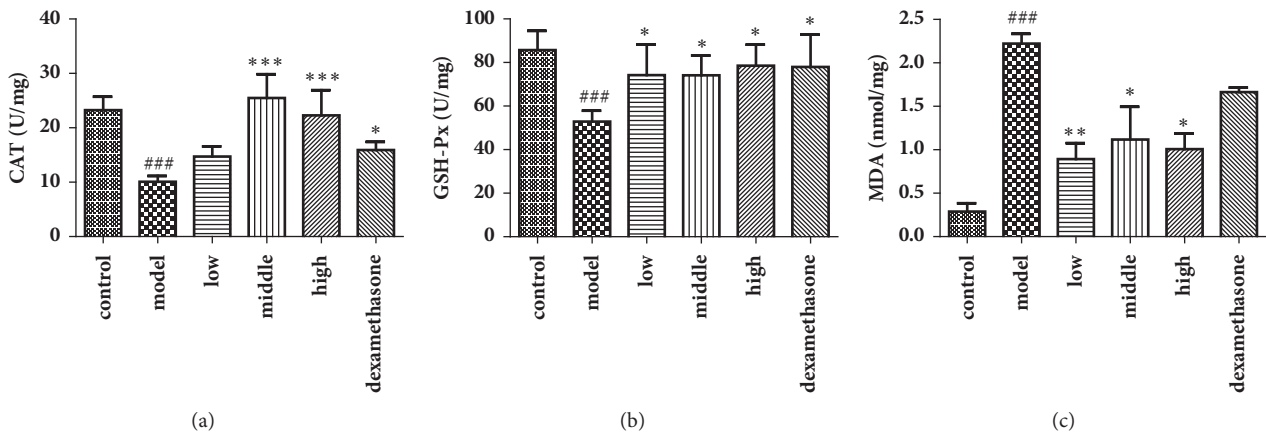 CAT (U/mg)
40
30
20
10
0
###
***
***
*
control
model
low
middle
high
dexamethasone
(a)
GSH-Px (U/mg)
100
80
60
40
20
0
###
*
*
*
*
control
model
low
middle
high
dexamethasone
(b)
MDA (nmol/mg)
2.5
2.0
1.5
1.0
0.5
0.0
###
**
*
*
control
model
low
middle
high
dexamethasone
(c)